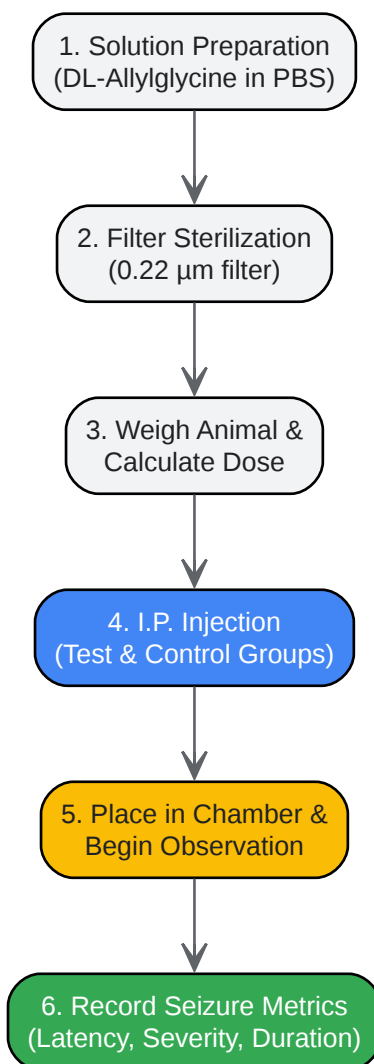 1. Solution Preparation
(DL-Allylglycine in PBS)
2. Filter Sterilization
(0.22 µm filter)
3. Weigh Animal &
Calculate Dose
4. I.P. Injection
(Test & Control Groups)
5. Place in Chamber &
Begin Observation
6. Record Seizure Metrics
(Latency, Severity, Duration)